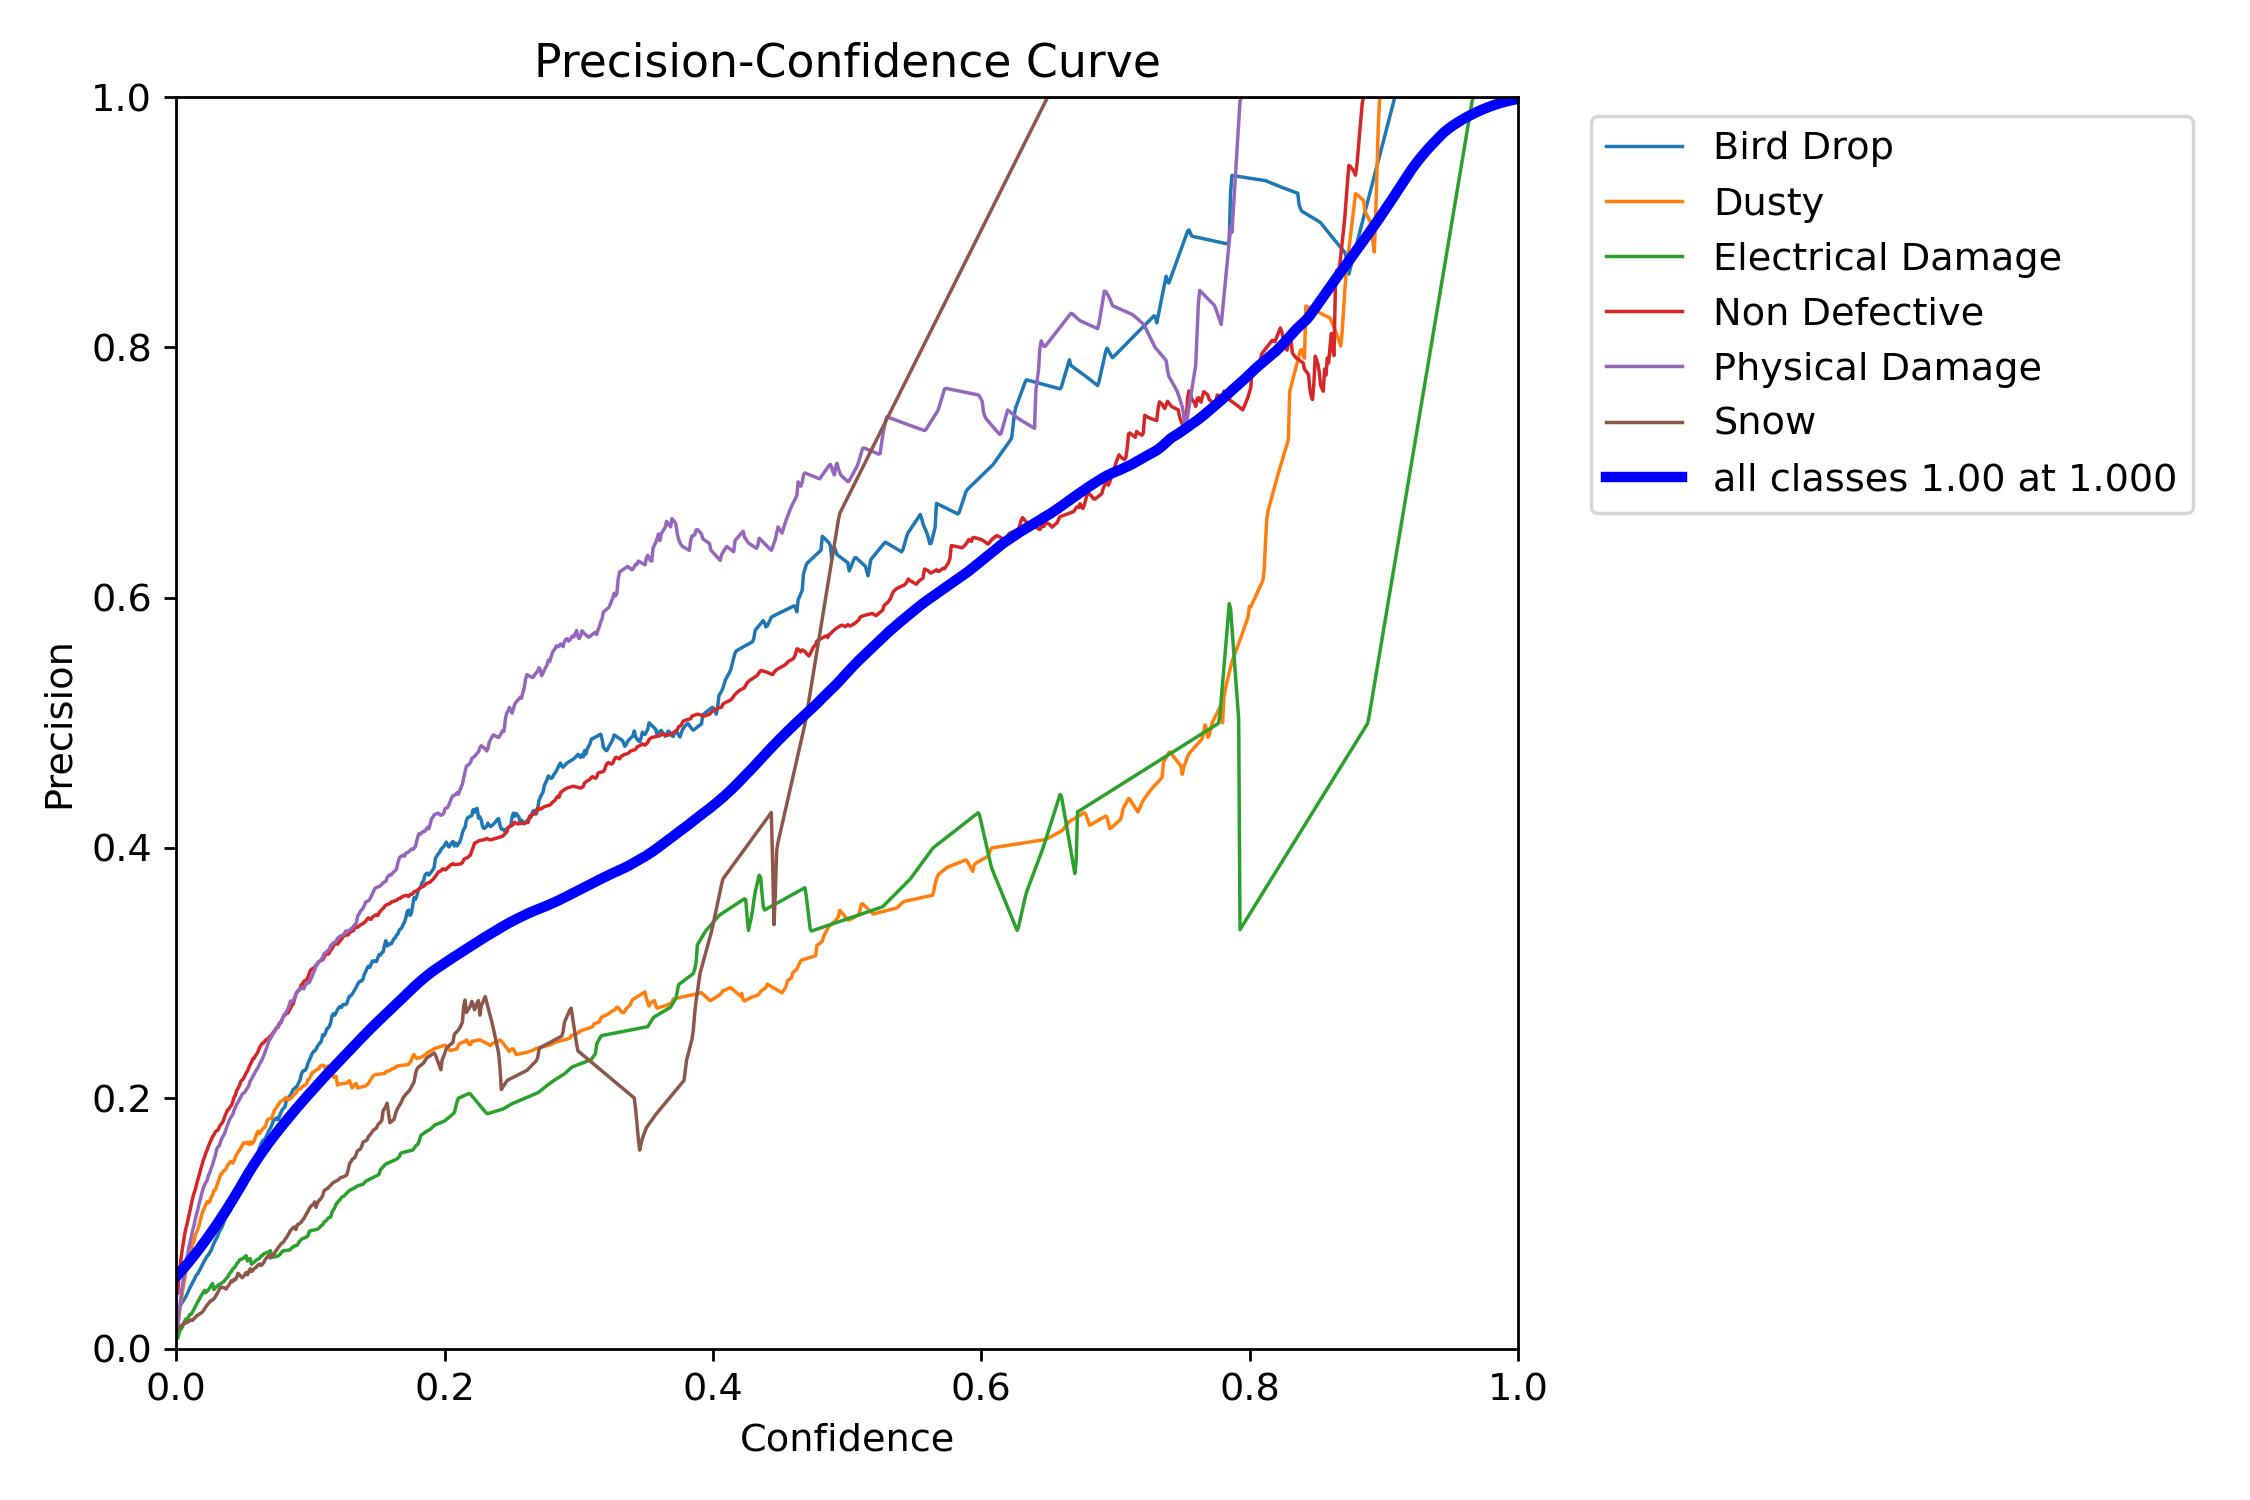 Precision-Confidence Curve
1.0
0.8
0.6
0.4
0.2
0.0
Precision
0.0 0.2 0.4 0.6 0.8 1.0
Confidence
Bird Drop
Dusty
Electrical Damage
Non Defective
Physical Damage
Snow
all classes 1.00 at 1.000